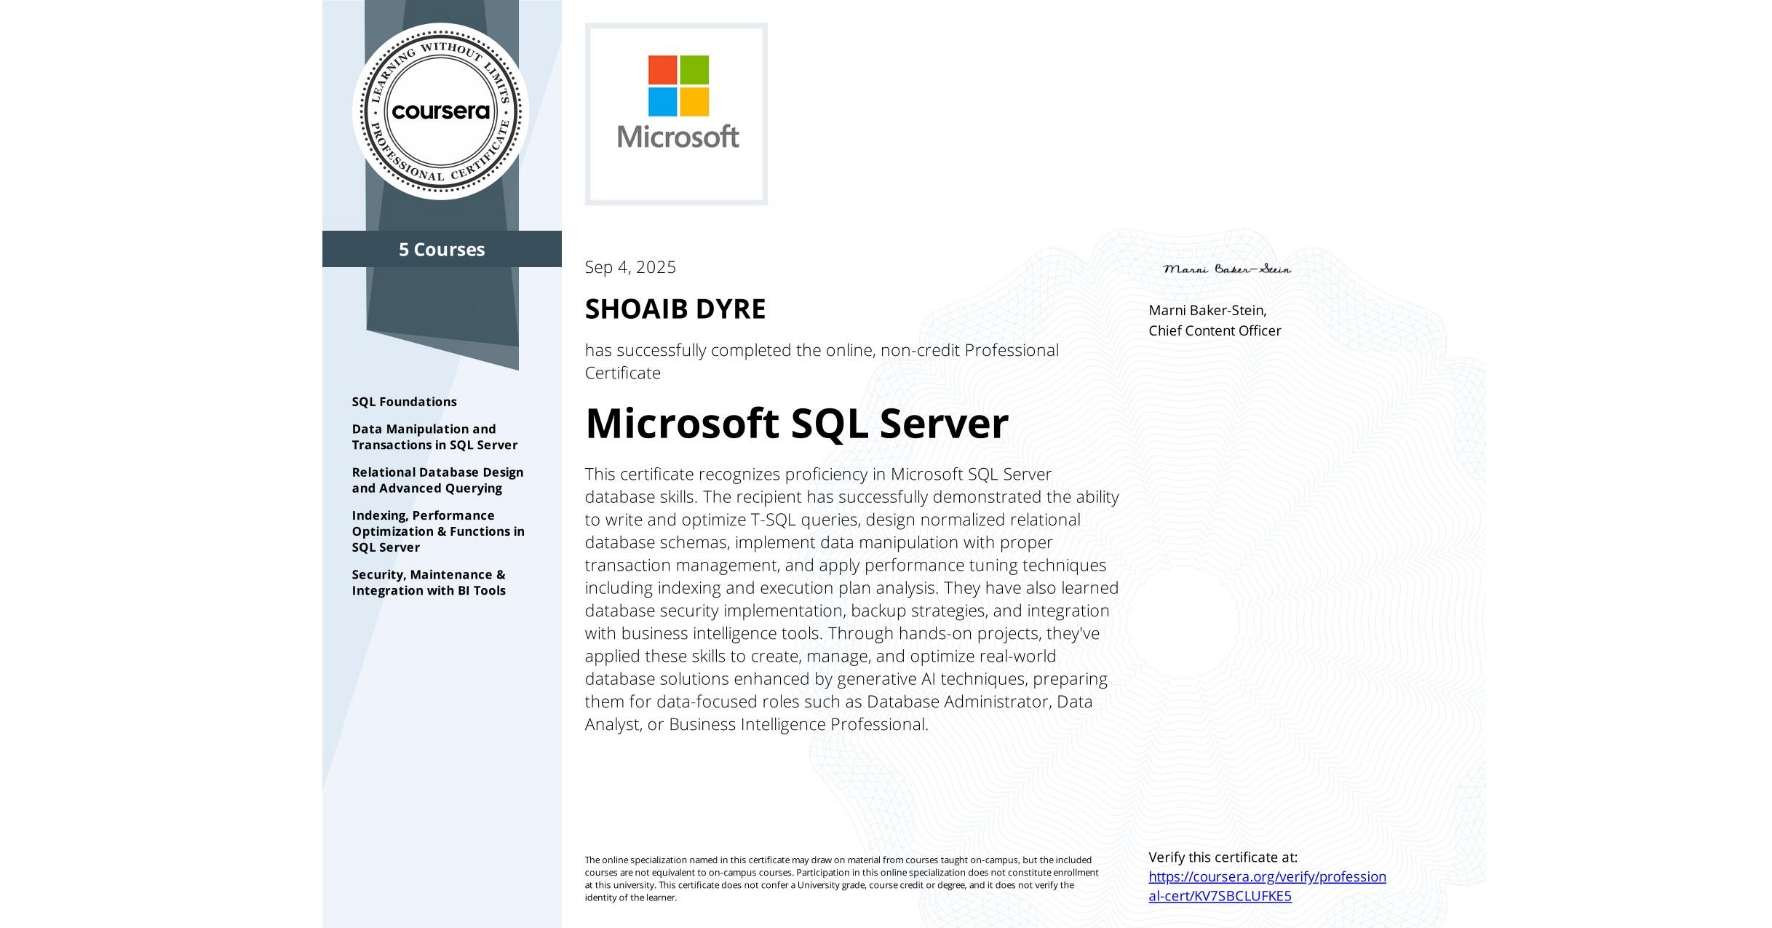 LEARNING WITHOUT LIMITS
coursera
PROFESSIONAL CERTIFICATE
5 Courses
SQL Foundations
Data Manipulation and
Transactions in SQL Server
Relational Database Design
and Advanced Querying
Indexing, Performance
Optimization & Functions in
SQL Server
Security, Maintenance &
Integration with BI Tools
Microsoft
Sep 4, 2025
SHOAIB DYRE
has successfully completed the online, non-credit Professional
Certificate
Microsoft SQL Server
This certificate recognizes proficiency in Microsoft SQL Server
database skills. The recipient has successfully demonstrated the ability
to write and optimize T-SQL queries, design normalized relational
database schemas, implement data manipulation with proper
transaction management, and apply performance tuning techniques
including indexing and execution plan analysis. They have also learned
database security implementation, backup strategies, and integration
with business intelligence tools. Through hands-on projects, they've
applied these skills to create, manage, and optimize real-world
database solutions enhanced by generative AI techniques, preparing
them for data-focused roles such as Database Administrator, Data
Analyst, or Business Intelligence Professional.
The online specialization named in this certificate may draw on material from courses taught on-campus, but the included
courses are not equivalent to on-campus courses. Participation in this online specialization does not constitute enrollment
at this university. This certificate does not confer a University grade, course credit or degree, and it does not verify the
identity of the learner.
Marni Baker-Stein
Marni Baker-Stein,
Chief Content Officer
Verify this certificate at:
https://coursera.org/verify/profession
al-cert/KV7SBCLUFKE5